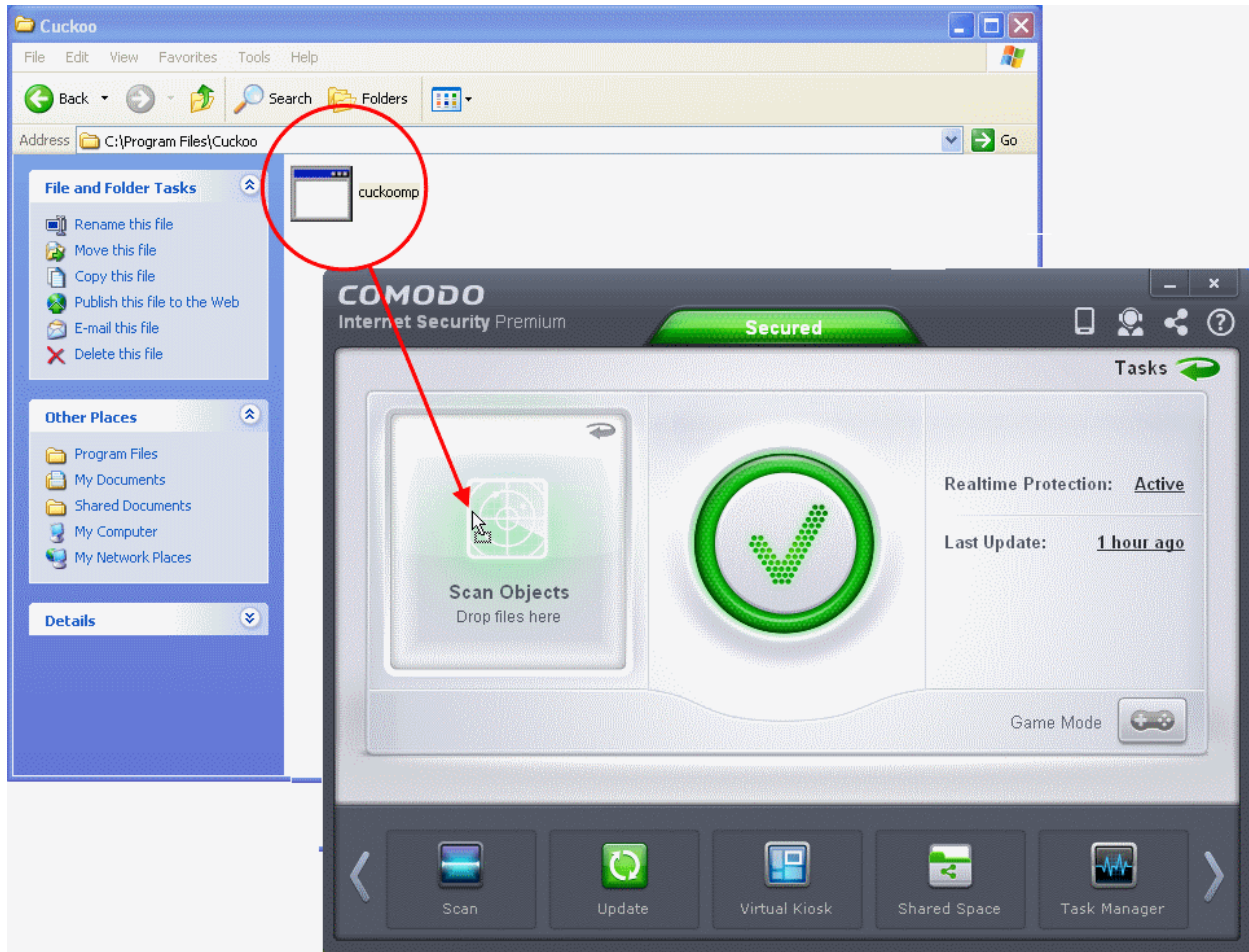 Cuckoo
File Edit View Favorites Tools Help
Back Search Folders
Address C:\Program Files\Cuckoo Go
File and Folder Tasks
Rename this file
Move this file
Copy this file
Publish this file to the Web
E-mail this file
Delete this file
Other Places
Program Files
My Documents
Shared Documents
My Computer
My Network Places
Details
cuckoomp
COMODO
Internet Security Premium
Secured
Tasks
Scan Objects
Drop files here
Realtime Protection: Active
Last Update: 1 hour ago
Game Mode
Scan Update Virtual Kiosk Shared Space Task Manager